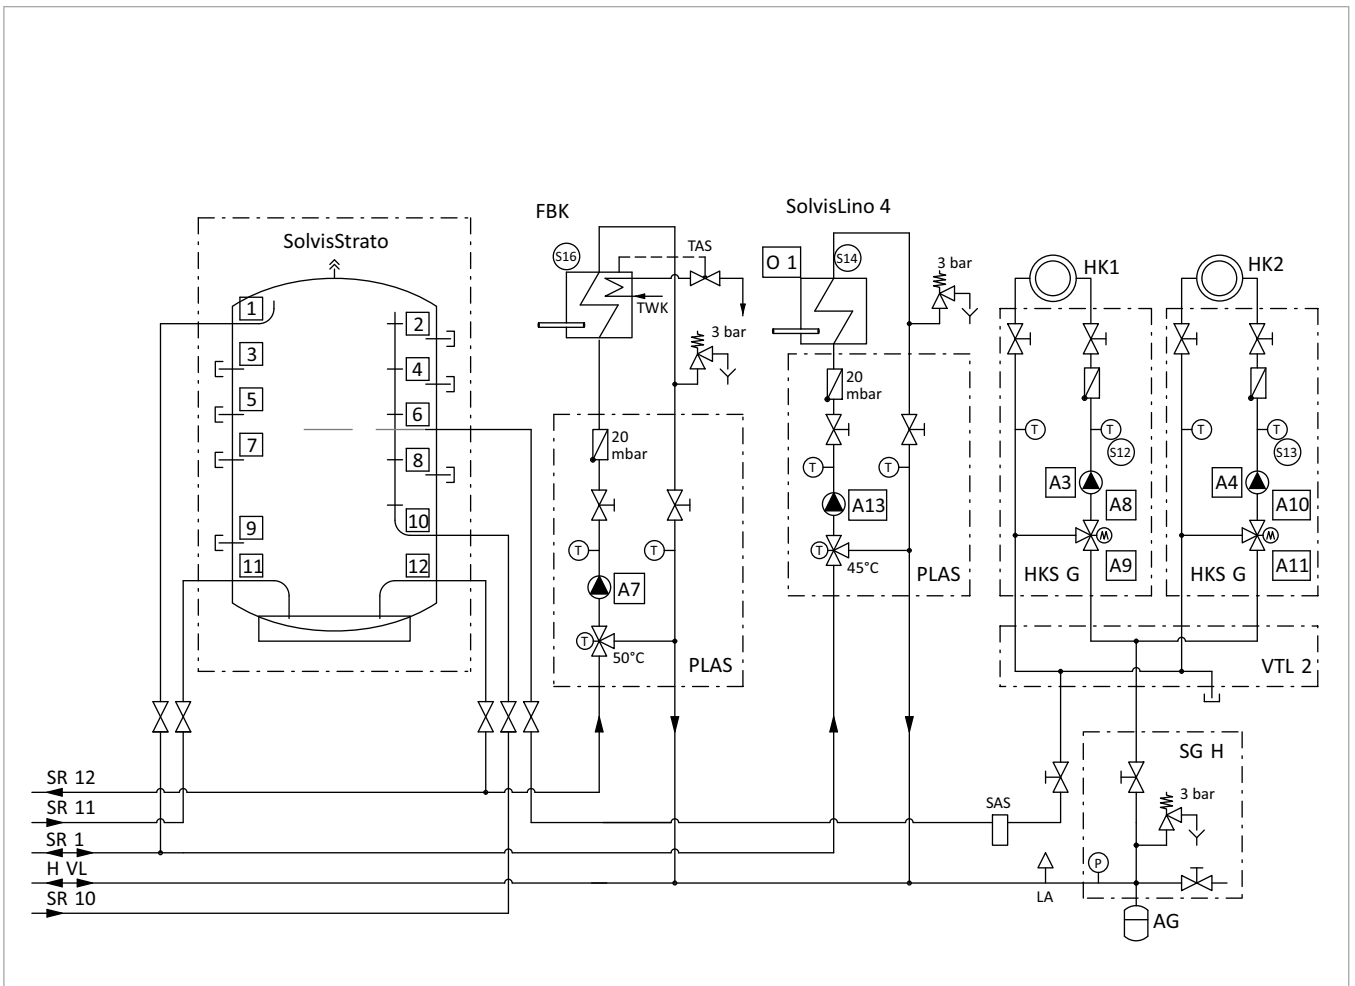 SolvisStrato
1
2
3
4
5
6
7
8
9
10
11
12
FBK
S16
TAS
TWK
3 bar
20
mbar
T
T
A7
T
50°C
PLAS
SolvisLino 4
O 1
S14
3 bar
20
mbar
T
T
A13
T
45°C
PLAS
HK1
T
T
S12
A3
A8
M
A9
HKS G
HK2
T
T
S13
A4
A10
M
A11
HKS G
VTL 2
SG H
3 bar
SAS
P
LA
AG
SR 12
SR 11
SR 1
H VL
SR 10